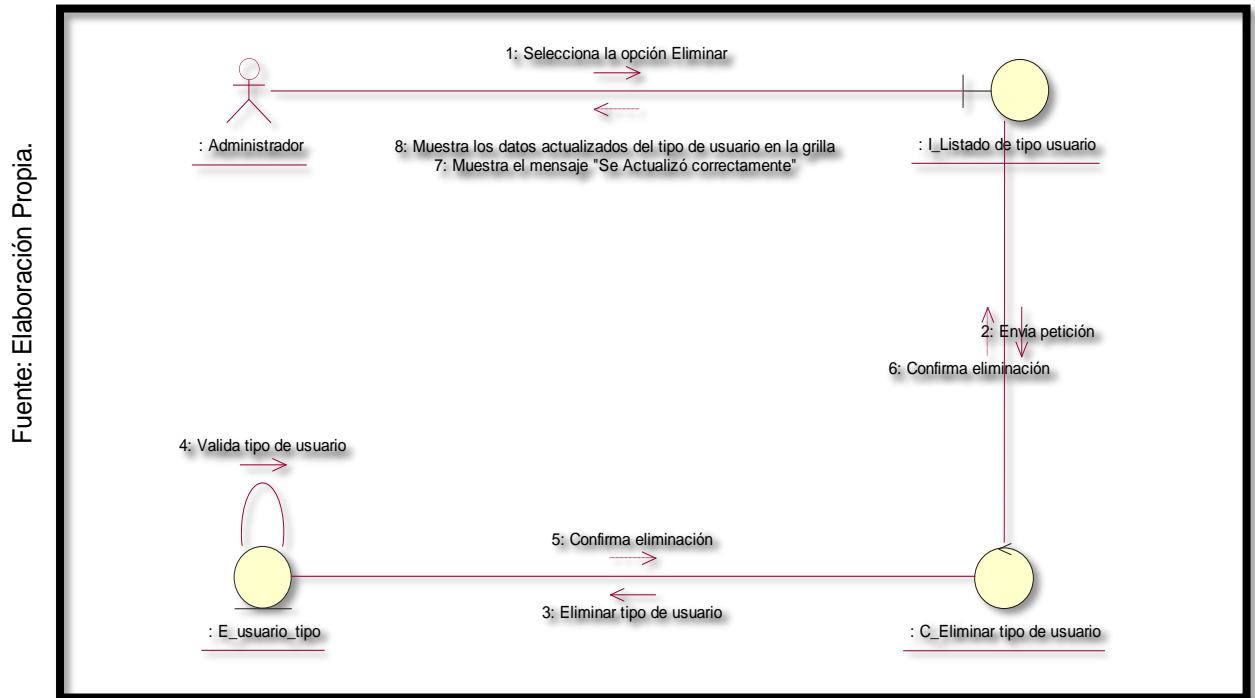 Fuente: Elaboración Propia.
1: Selecciona la opción Eliminar
: Administrador
8: Muestra los datos actualizados del tipo de usuario en la grilla
7: Muestra el mensaje "Se Actualizó correctamente"
: I_Listado de tipo usuario
2: Envía petición
6: Confirma eliminación
4: Valida tipo de usuario
5: Confirma eliminación
3: Eliminar tipo de usuario
: E_usuario_tipo
: C_Eliminar tipo de usuario